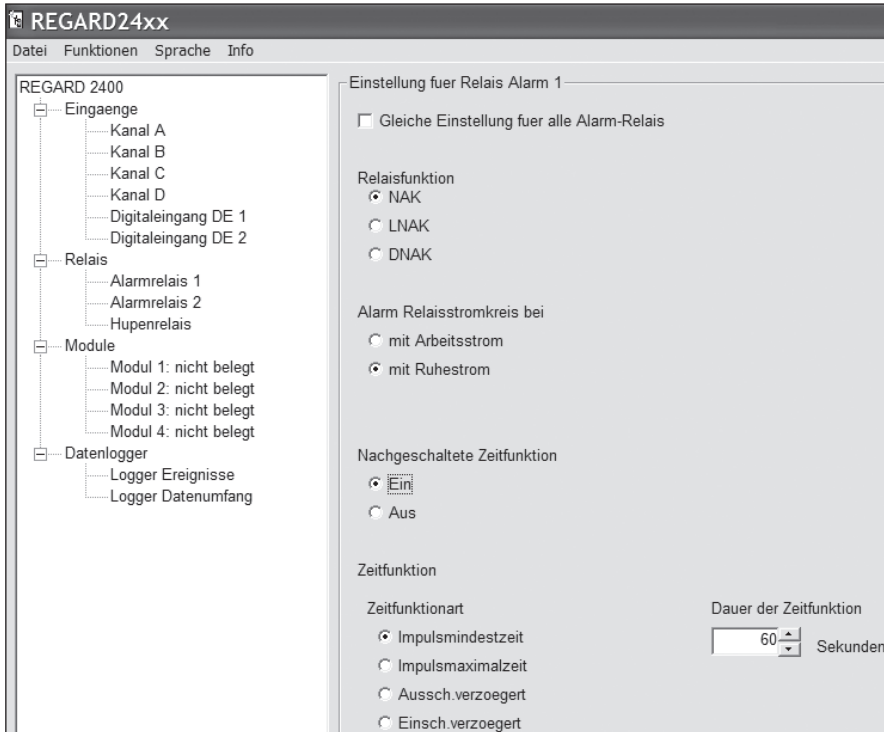 REGARD24xx
Datei Funktionen Sprache Info
REGARD 2400
Eingaenge
Kanal A
Kanal B
Kanal C
Kanal D
Digitaleingang DE 1
Digitaleingang DE 2
Relais
Alarmrelais 1
Alarmrelais 2
Hupenrelais
Module
Modul 1: nicht belegt
Modul 2: nicht belegt
Modul 3: nicht belegt
Modul 4: nicht belegt
Datenlogger
Logger Ereignisse
Logger Datenumfang
Einstellung fuer Relais Alarm 1
Gleiche Einstellung fuer alle Alarm-Relais
Relaisfunktion
NAK
LNAK
DNAK
Alarm Relaisstromkreis bei
mit Arbeitsstrom
mit Ruhestrom
Nachgeschaltete Zeitfunktion
Ein
Aus
Zeitfunktion
Zeitfunktionart
Impulsmindestzeit
Impulsmaximalzeit
Aussch.verzoegert
Einsch.verzoegert
Dauer der Zeitfunktion
60 Sekunden